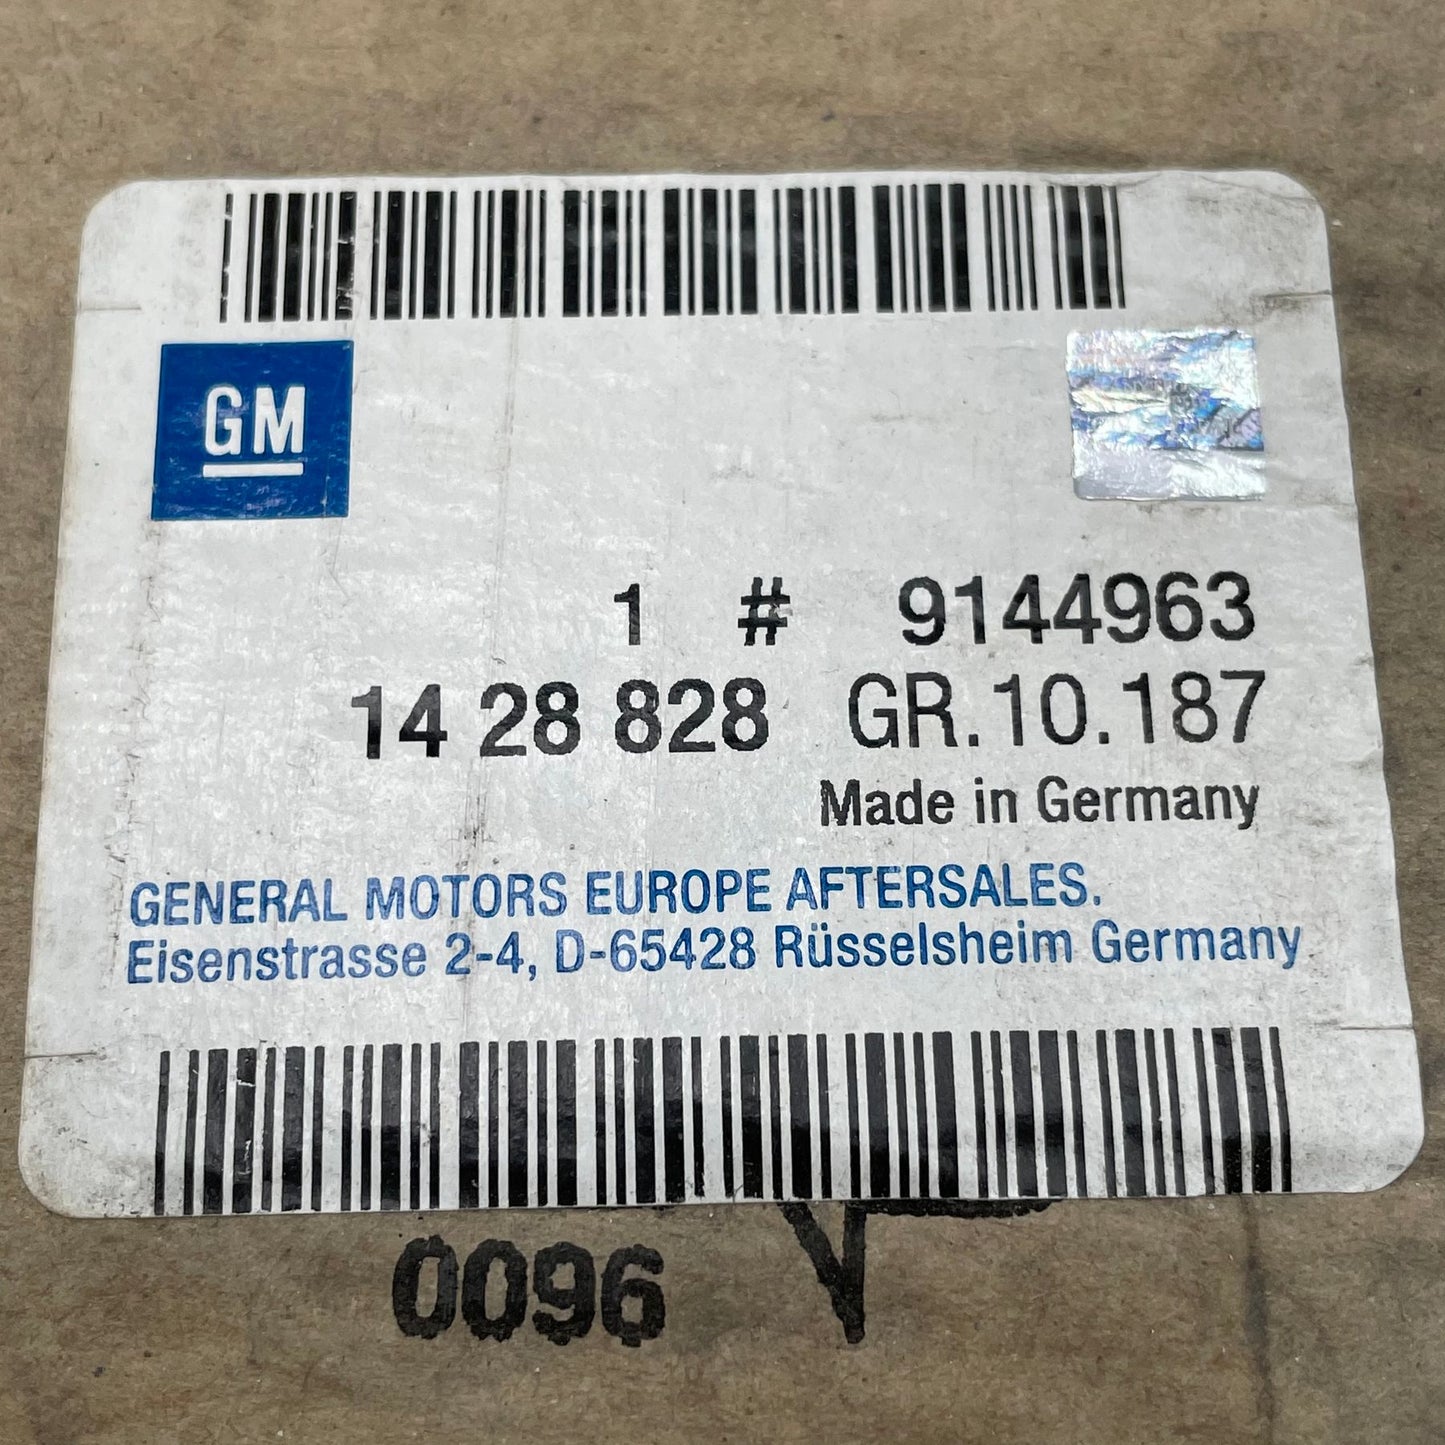 GM
1 # 9144963
14 28 828 GR.10.187
Made in Germany
GENERAL MOTORS EUROPE AFTERSALES.
Eisenstrasse 2-4, D-65428 Rüsselsheim Germany
0096